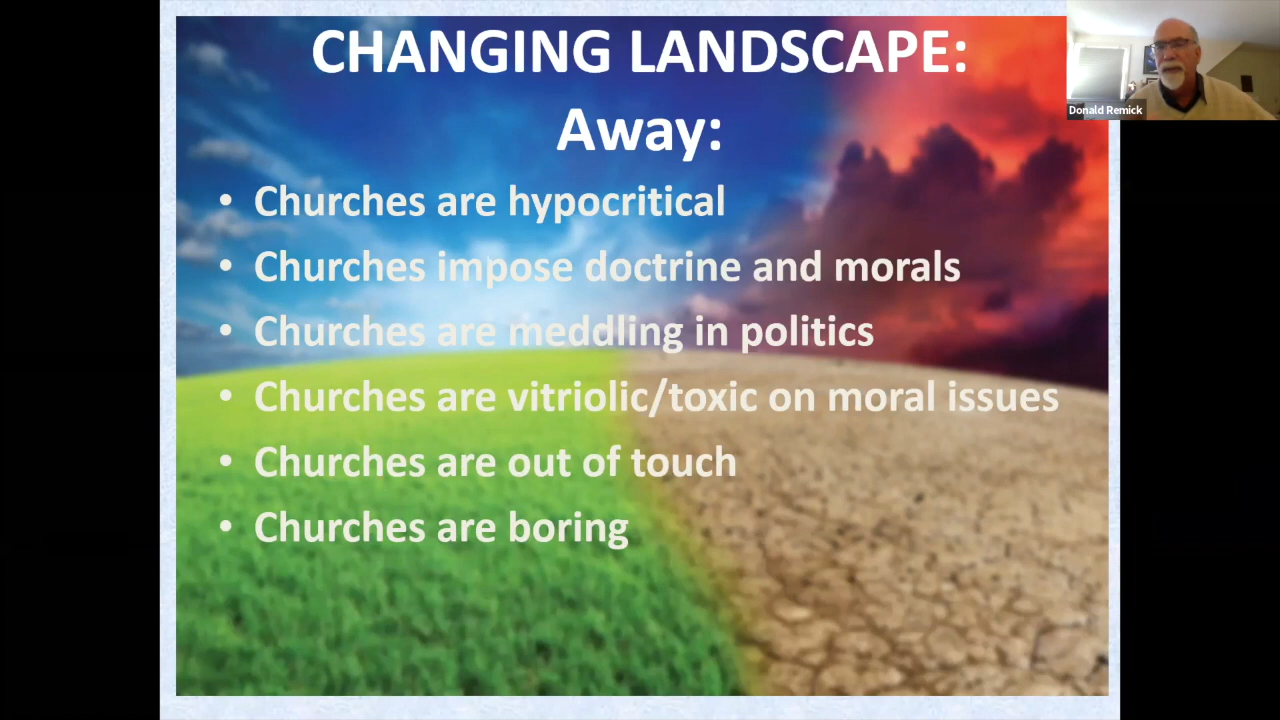 CHANGING LANDSCAPE:
Away:
• Churches are hypocritical
• Churches impose doctrine and morals
• Churches are meddling in politics
• Churches are vitriolic/toxic on moral issues
• Churches are out of touch
• Churches are boring
Donald Remick